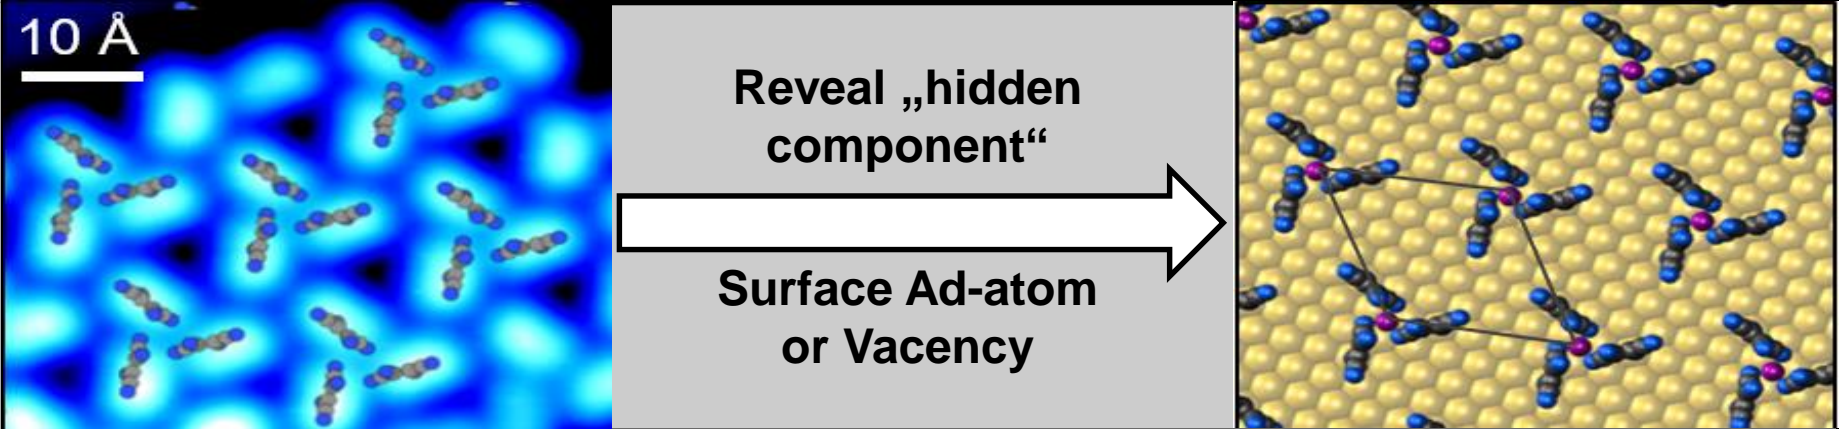 10 Å
Reveal „hidden
component“
Surface Ad-atom
or Vacency